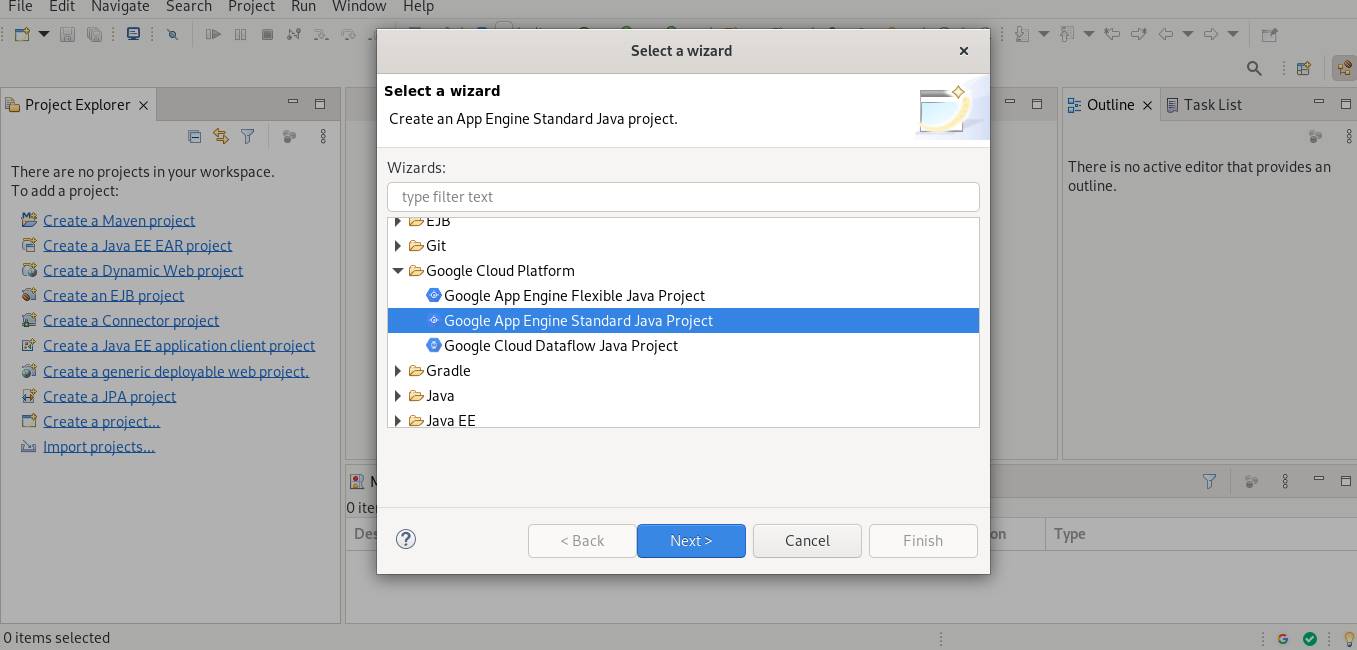 File Edit Navigate Search Project Run Window Help
Select a wizard
Project Explorer
Select a wizard
Create an App Engine Standard Java project.
Outline
Task List
There are no projects in your workspace.
To add a project:
Create a Maven project
Create a Java EE EAR project
Create a Dynamic Web project
Create an EJB project
Create a Connector project
Create a Java EE application client project
Create a generic deployable web project.
Create a JPA project
Create a project...
Import projects...
Wizards:
type filter text
EJB
Git
Google Cloud Platform
Google App Engine Flexible Java Project
Google App Engine Standard Java Project
Google Cloud Dataflow Java Project
Gradle
Java
Java EE
There is no active editor that provides an
outline.
Type
?
< Back
Next >
Cancel
Finish
0 items selected